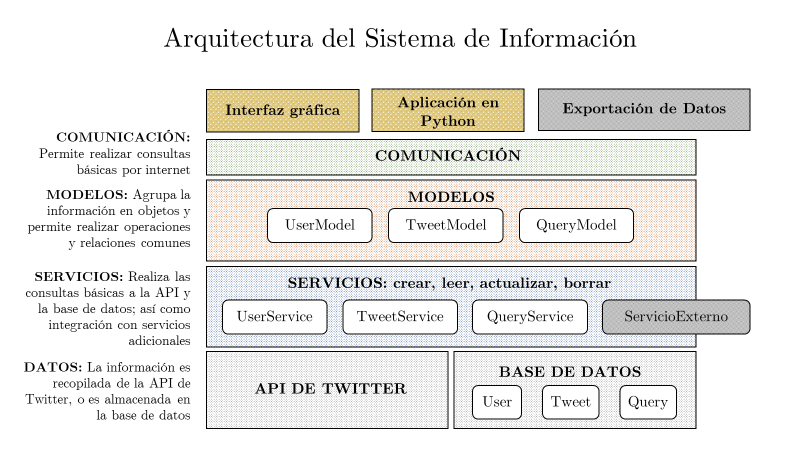 Arquitectura del Sistema de Información
Interfaz gráfica
Aplicación en
Python
Exportación de Datos
COMUNICACIÓN:
Permite realizar consultas
básicas por internet
COMUNICACIÓN
MODELOS: Agrupa la
información en objetos y
permite realizar operaciones
y relaciones comunes
MODELOS
UserModel
TweetModel
QueryModel
SERVICIOS: Realiza las
consultas básicas a la API y
la base de datos; así como
integración con servicios
adicionales
SERVICIOS: crear, leer, actualizar, borrar
UserService
TweetService
QueryService
ServicioExterno
DATOS: La información es
recopilada de la API de
Twitter, o es almacenada en
la base de datos
API DE TWITTER
BASE DE DATOS
User
Tweet
Query